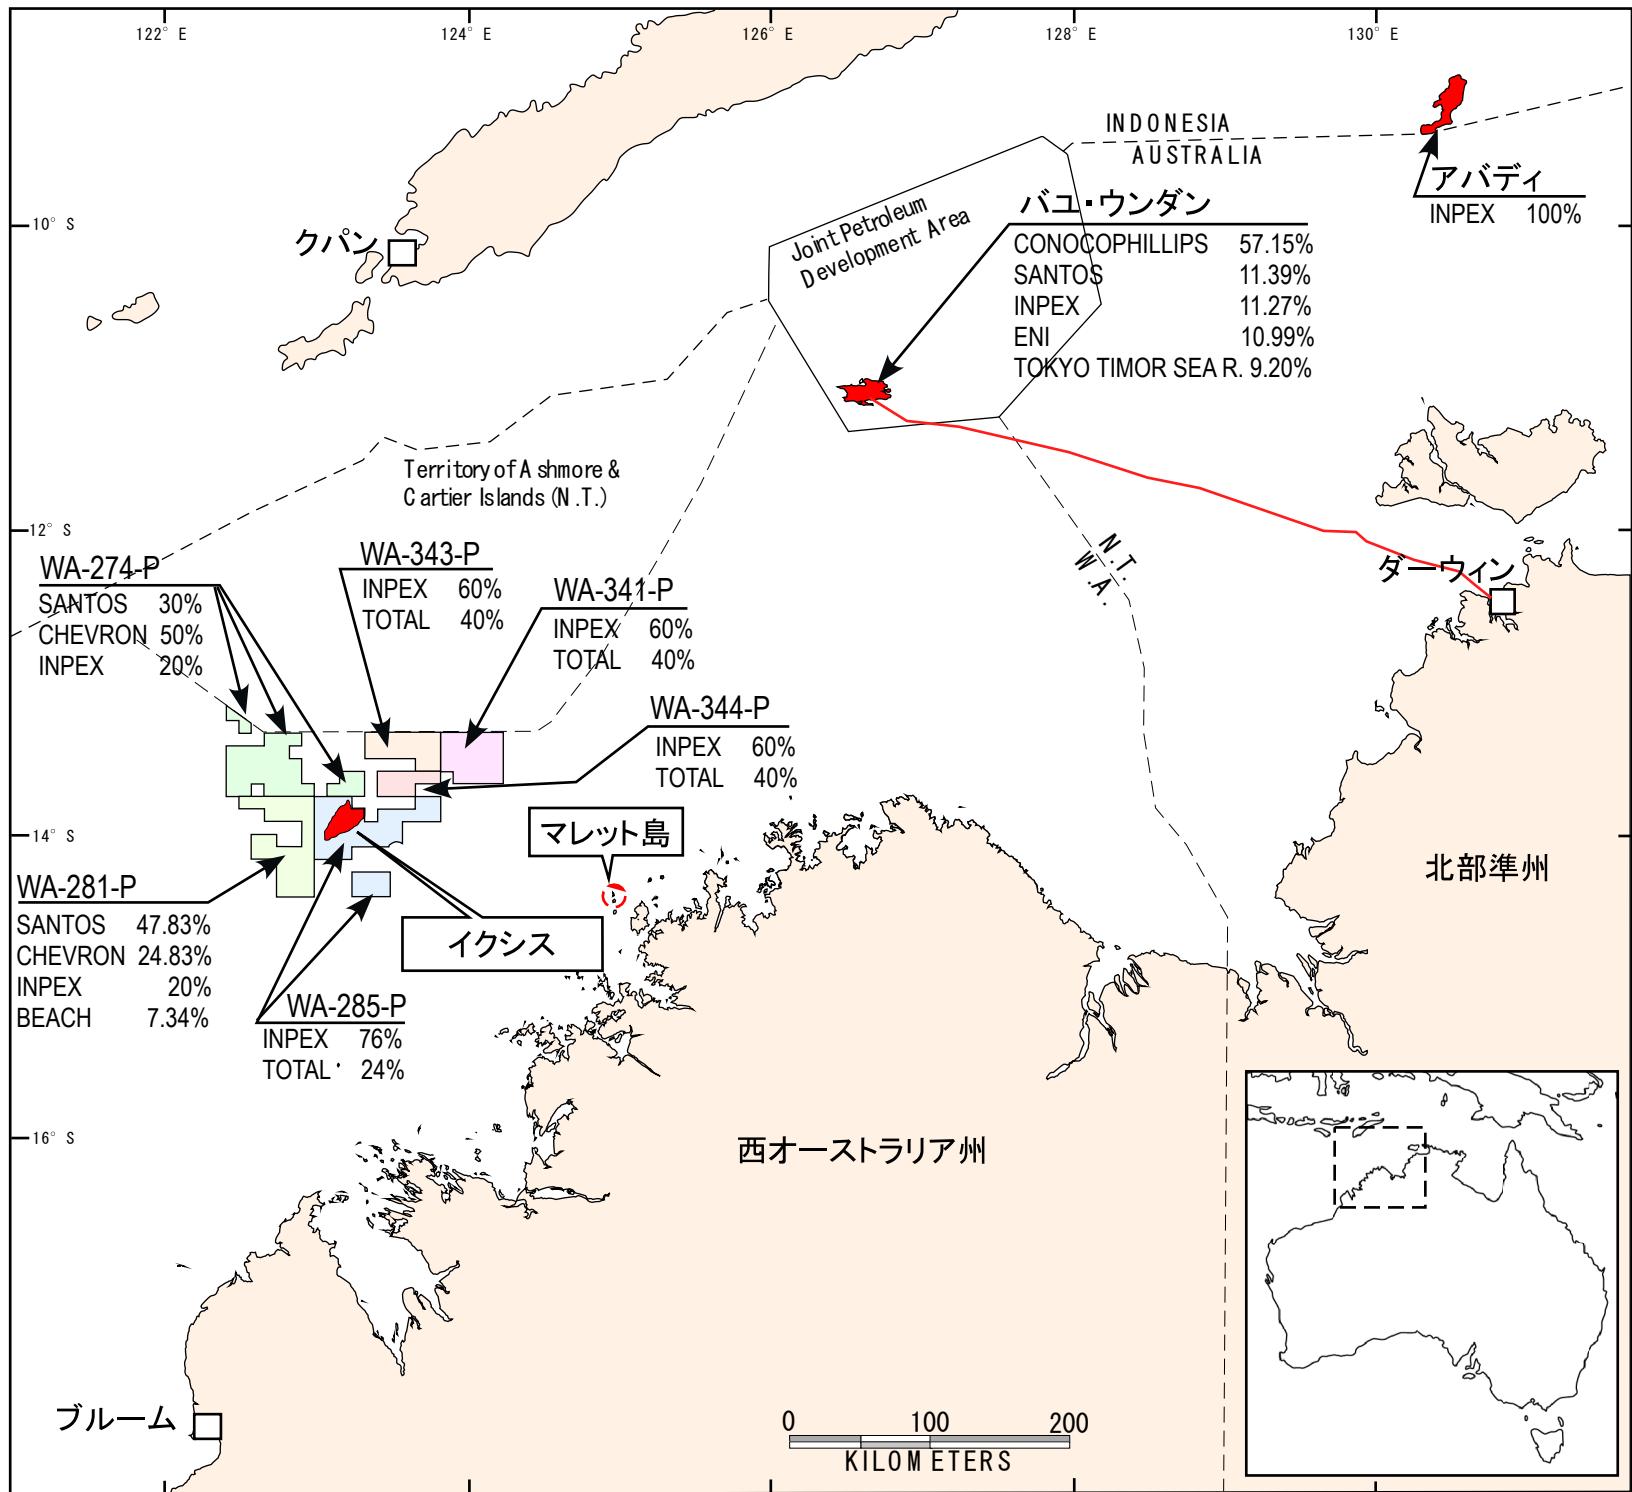 122° E
124° E
126° E
128° E
130° E
INDONESIA
AUSTRALIA
アバディ
INPEX 100%
バユ・ウンダン
CONOCOPHILLIPS 57.15%
SANTOS 11.39%
INPEX 11.27%
ENI 10.99%
TOKYO TIMOR SEA R. 9.20%
Joint Petroleum
Development Area
10° S
クパン
Territory of Ashmore &
Cartier Islands (N.T.)
12° S
N.T.
W.A.
ダーウィン
WA-274-P
SANTOS 30%
CHEVRON 50%
INPEX 20%
WA-343-P
INPEX 60%
TOTAL 40%
WA-341-P
INPEX 60%
TOTAL 40%
WA-344-P
INPEX 60%
TOTAL 40%
14° S
マレット島
北部準州
WA-281-P
SANTOS 47.83%
CHEVRON 24.83%
INPEX 20%
BEACH 7.34%
イクシス
WA-285-P
INPEX 76%
TOTAL 24%
16° S
西オーストラリア州
ブルーム
0 100 200
KILOMETERS